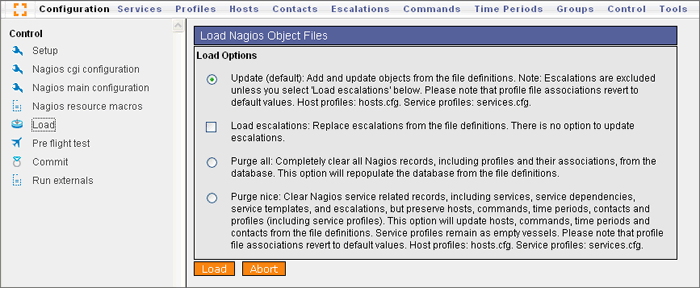 Configuration Services Profiles Hosts Contacts Escalations Commands Time Periods Groups Control Tools
Control
Setup
Nagios cgi configuration
Nagios main configuration
Nagios resource macros
Load
Pre flight test
Commit
Run externals
Load Nagios Object Files
Load Options
Update (default): Add and update objects from the file definitions. Note: Escalations are excluded
unless you select 'Load escalations' below. Please note that profile file associations revert to
default values. Host profiles: hosts.cfg. Service profiles: services.cfg.
Load escalations: Replace escalations from the file definitions. There is no option to update
escalations.
Purge all: Completely clear all Nagios records, including profiles and their associations, from the
database. This option will repopulate the database from the file definitions.
Purge nice: Clear Nagios service related records, including services, service dependencies,
service templates, and escalations, but preserve hosts, commands, time periods, contacts and
profiles (including service profiles). This option will update hosts, commands, time periods and
contacts from the file definitions. Service profiles remain as empty vessels. Please note that profile
file associations revert to default values. Host profiles: hosts.cfg. Service profiles: services.cfg.
Load Abort